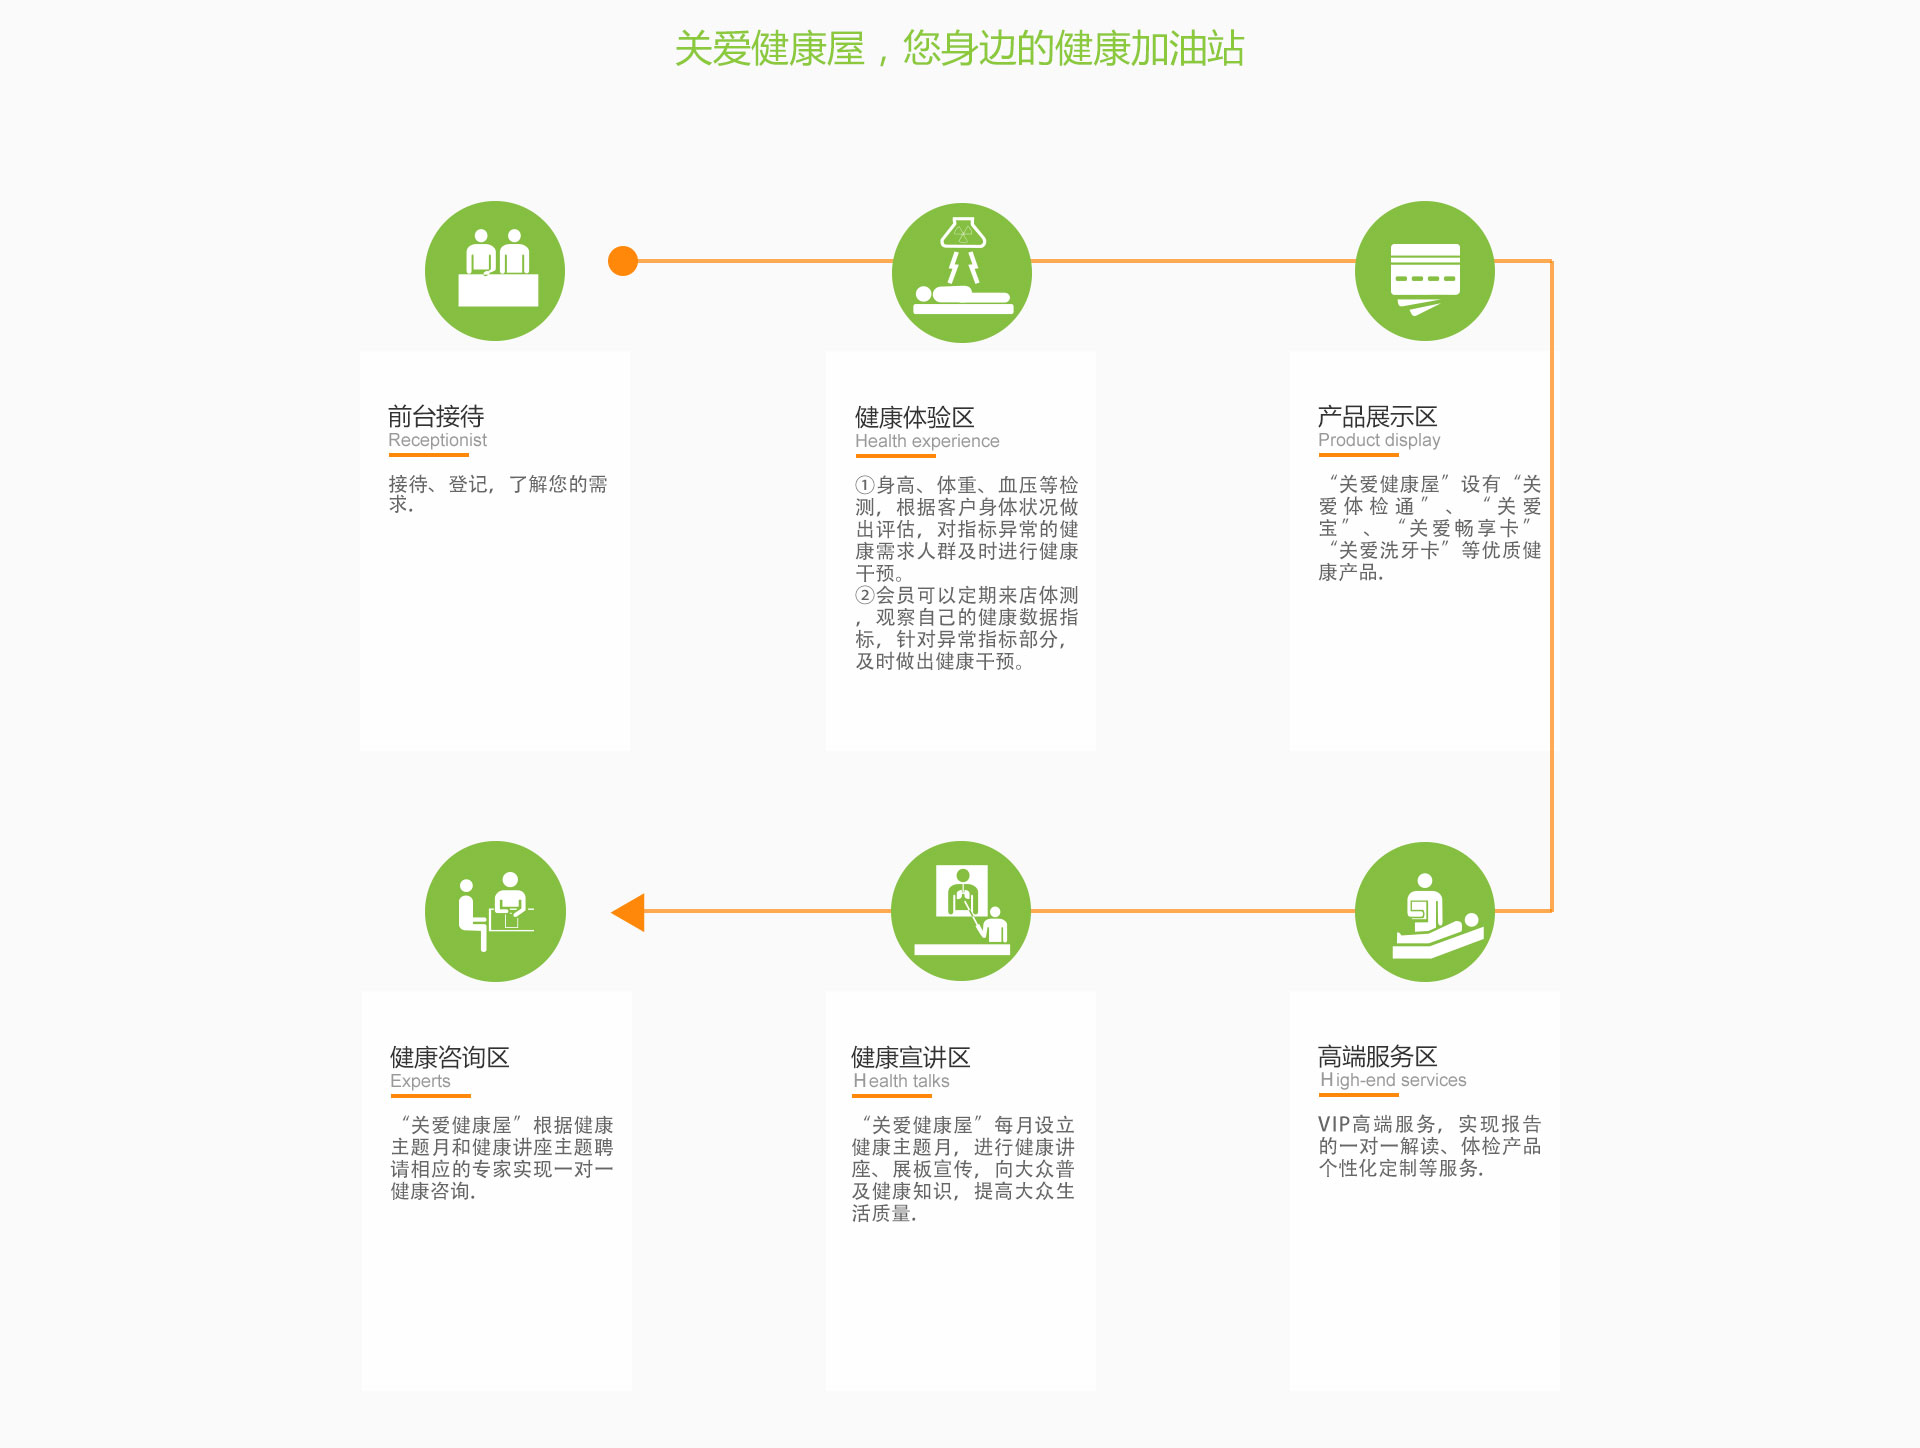 关爱健康屋，您身边的健康加油站
前台接待
Receptionist
接待、登记，了解您的需
求.
健康体验区
Health experience
①身高、体重、血压等检
测，根据客户身体状况做
出评估，对指标异常的健
康需求人群及时进行健康
干预。
②会员可以定期来店体测
，观察自己的健康数据指
标，针对异常指标部分，
及时做出健康干预。
产品展示区
Product display
“关爱健康屋”设有“关
爱体检通”、“关爱
宝”、“关爱畅享卡”
“关爱洗牙卡”等优质健
康产品.
健康咨询区
Experts
“关爱健康屋”根据健康
主题月和健康讲座主题聘
请相应的专家实现一对一
健康咨询.
健康宣讲区
Health talks
“关爱健康屋”每月设立
健康主题月，进行健康讲
座、展板宣传，向大众普
及健康知识，提高大众生
活质量.
高端服务区
High-end services
VIP高端服务，实现报告
的一对一解读、体检产品
个性化定制等服务.